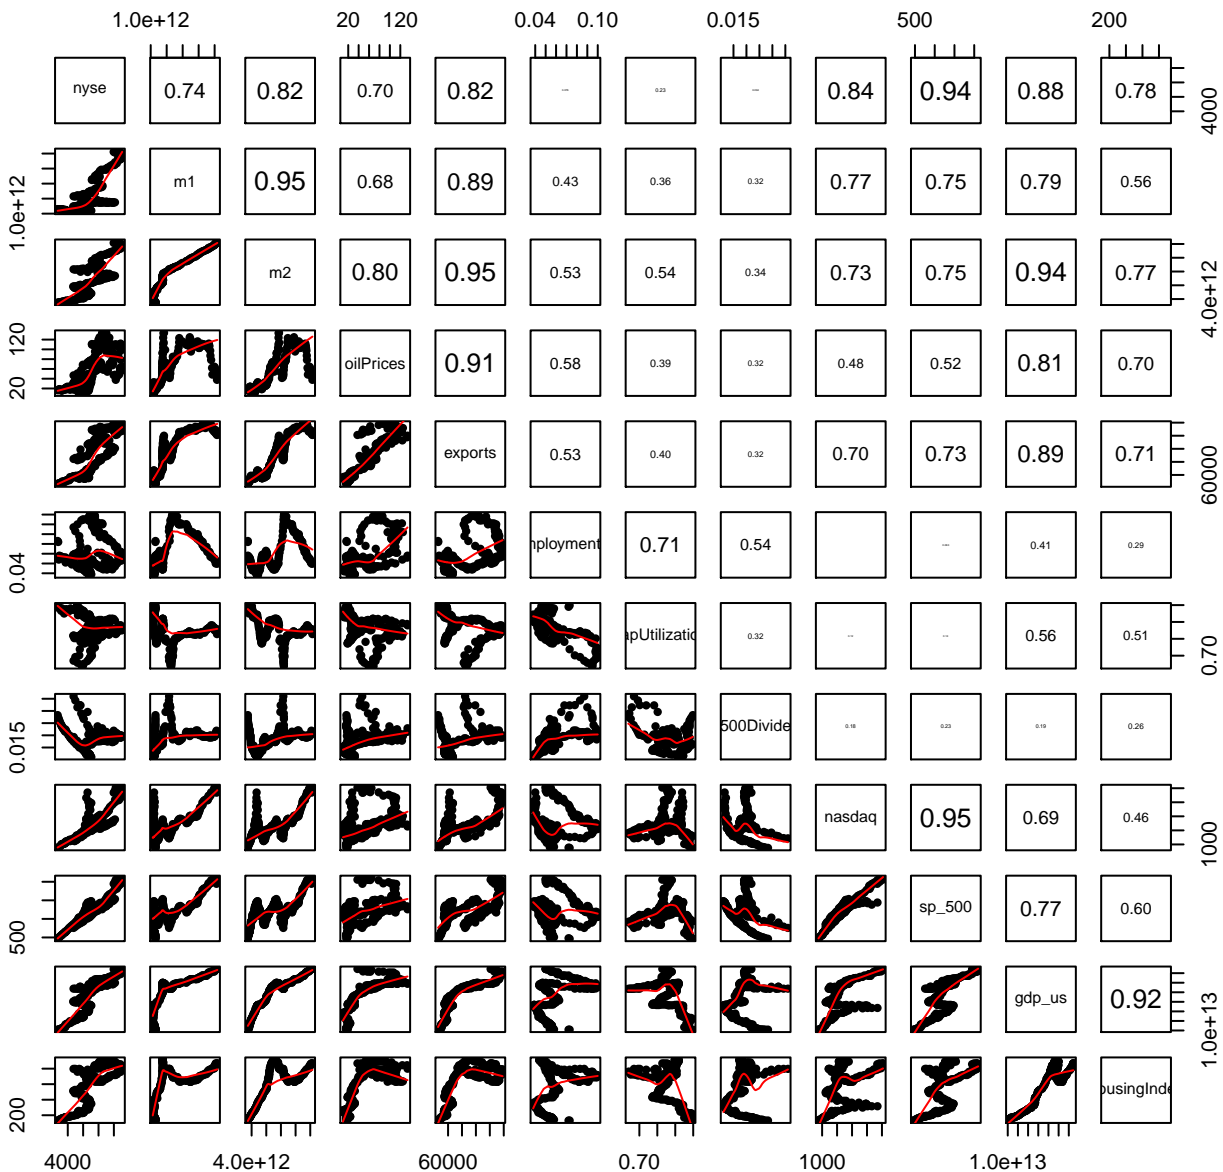 1.0e+12 20 120 0.04 0.10 0.015 500 200
nyse 0.74 0.82 0.70 0.82 0.23 0.84 0.94 0.88 0.78 4000
1.0e+12 m1 0.95 0.68 0.89 0.43 0.36 0.32 0.77 0.75 0.79 0.56
m2 0.80 0.95 0.53 0.54 0.34 0.73 0.75 0.94 0.77 4.0e+12
20 120 oilPrices 0.91 0.58 0.39 0.32 0.48 0.52 0.81 0.70
exports 0.53 0.40 0.32 0.70 0.73 0.89 0.71 60000
0.04 nployment 0.71 0.54 0.41 0.29
apUtilizatio 0.32 0.56 0.51 0.70
0.015 500Divide 0.18 0.23 0.19 0.26
nasdaq 0.95 0.69 0.46 1000
500 sp_500 0.77 0.60
gdp_us 0.92 1.0e+13
200 ousingInde
4000 4.0e+12 60000 0.70 1000 1.0e+13